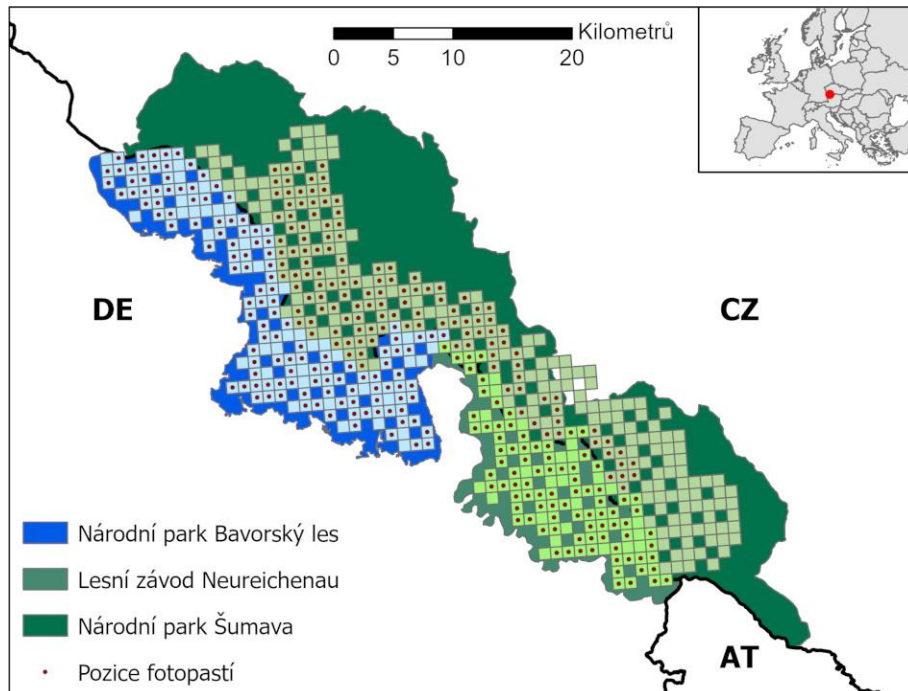 Kilometrů
0 5 10 20
DE
CZ
Národní park Bavorský les
Lesní závod Neureichenau
Národní park Šumava
Pozice fotopastí
AT